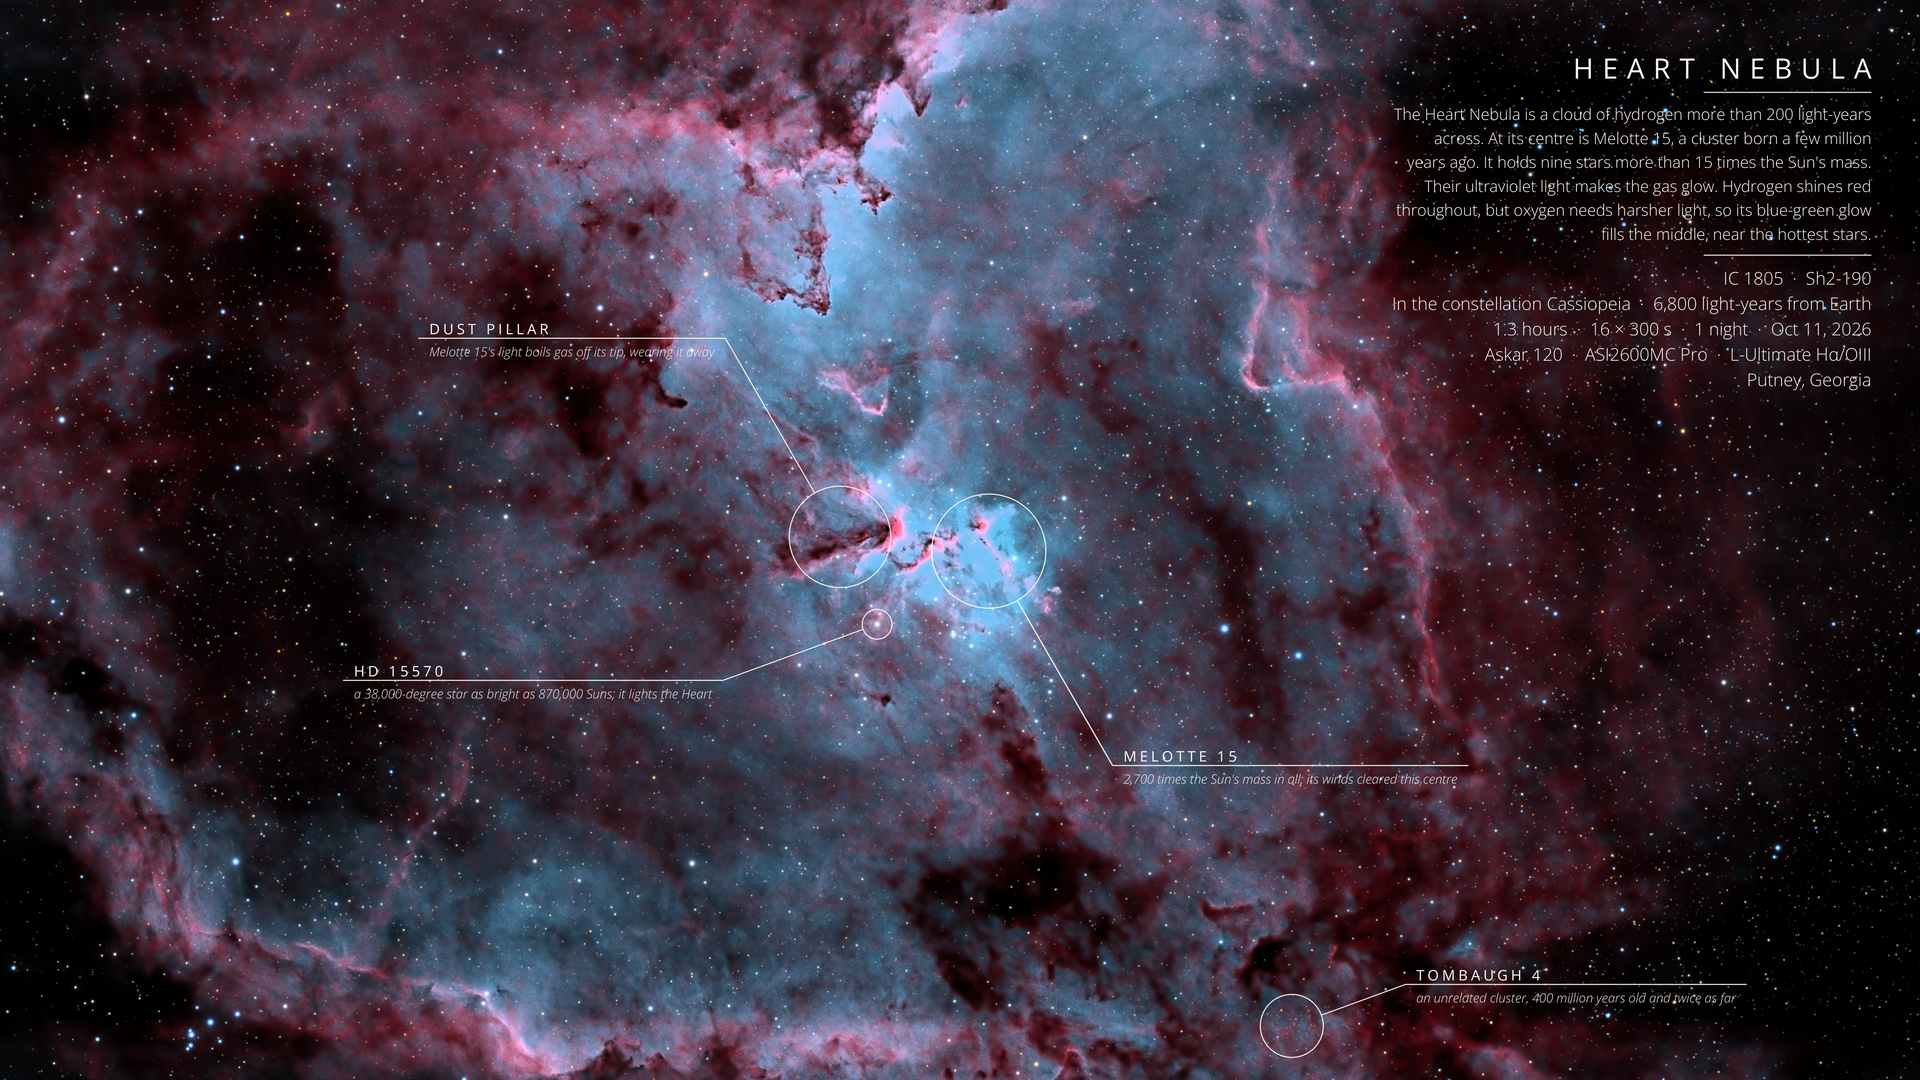 HEART NEBULA
The Heart Nebula is a cloud of hydrogen more than 200 light-years
across. At its centre is Melotte 15, a cluster born a few million
years ago. It holds nine stars more than 15 times the Sun's mass.
Their ultraviolet light makes the gas glow. Hydrogen shines red
throughout, but oxygen needs harsher light, so its blue-green glow
fills the middle, near the hottest stars.
IC 1805 · Sh2-190
In the constellation Cassiopeia · 6,800 light-years from Earth
1.3 hours · 16 × 300 s · 1 night · Oct 11, 2026
Askar 120 · ASI2600MC Pro · L-Ultimate Hα/OIII
Putney, Georgia
DUST PILLAR
Melotte 15's light boils gas off its tip, wearing it away
HD 15570
a 38,000-degree star as bright as 870,000 Suns; it lights the Heart
MELOTTE 15
2,700 times the Sun's mass in all; its winds cleared this centre
TOMBAUGH 4
an unrelated cluster, 400 million years old and twice as far